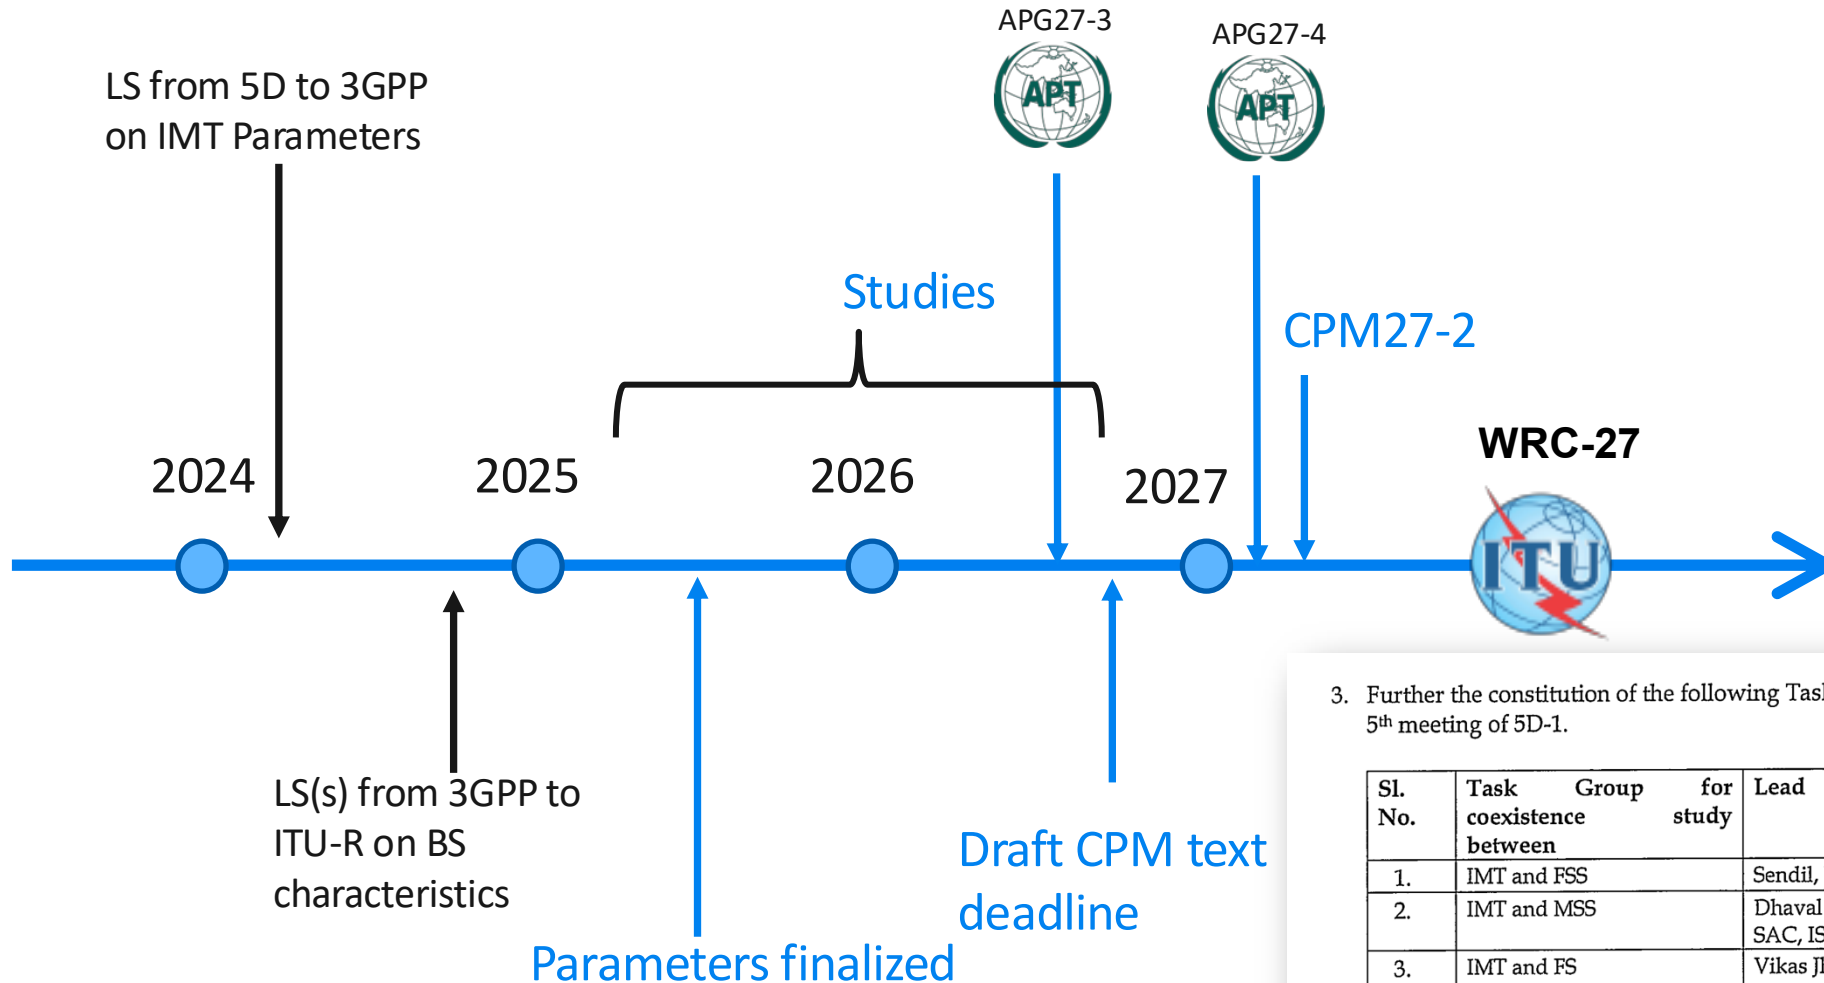 APG27-3
APG27-4
APT
APT
LS from 5D to 3GPP
on IMT Parameters
Studies
CPM27-2
WRC-27
2024
2025
2026
2027
ITU
LS(s) from 3GPP to
ITU-R on BS
characteristics
Draft CPM text
deadline
Parameters finalized
3. Further the constitution of the following
5th meeting of 5D-1.
Sl. No.
Task Group for coexistence study between
Lead
1. IMT and FSS Sendil,
2. IMT and MSS Dhaval
SAC,
3. IMT and FS Vikas